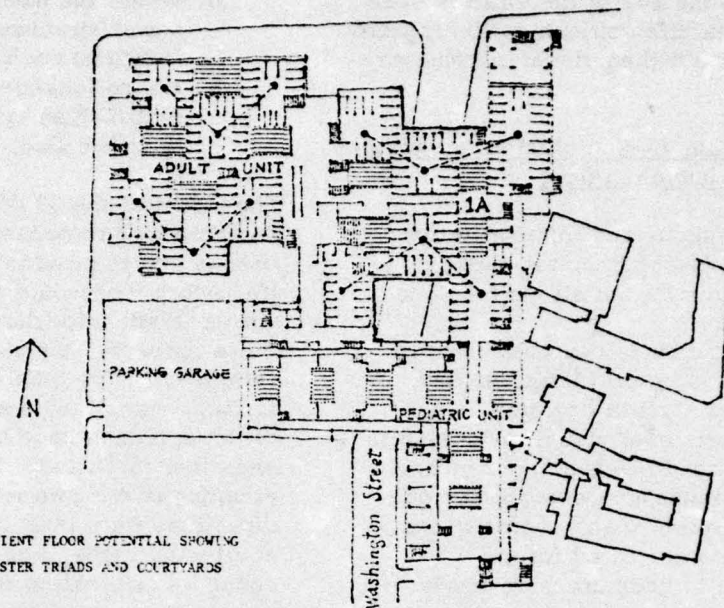 ADULT UNIT
1A
PARKING GARAGE
N
PEDIATRIC UNIT
Washington Street
IENT FLOOR POTENTIAL SHOWING
STER TRIADS AND COURTYARDS